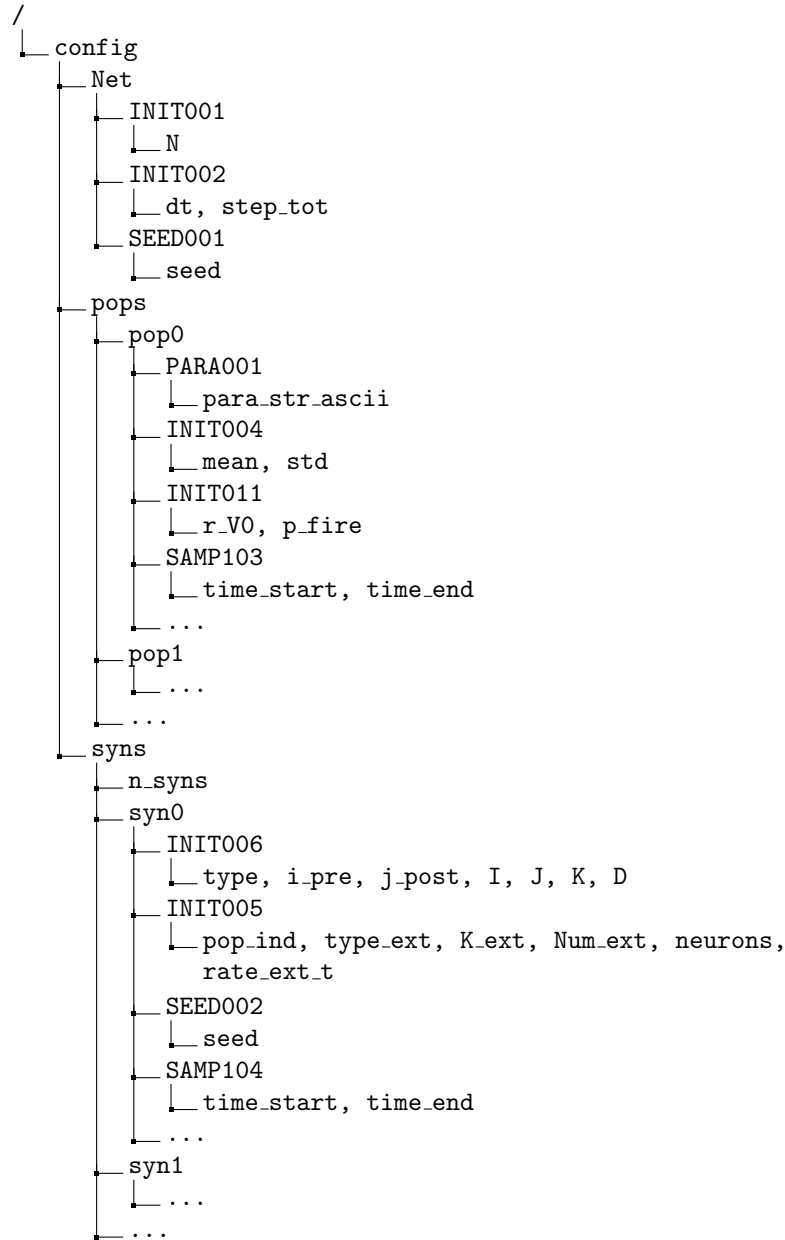 /
config
Net
INIT001
N
INIT002
dt, step_tot
SEED001
seed
pops
pop0
PARA001
para_str_ascii
INIT004
mean, std
INIT011
r_V0, p_fire
SAMP103
time_start, time_end
...
pop1
...
...
syns
n_syns
syn0
INIT006
type, i_pre, j_post, I, J, K, D
INIT005
pop_ind, type_ext, K_ext, Num_ext, neurons,
rate_ext_t
SEED002
seed
SAMP104
time_start, time_end
...
syn1
...
...